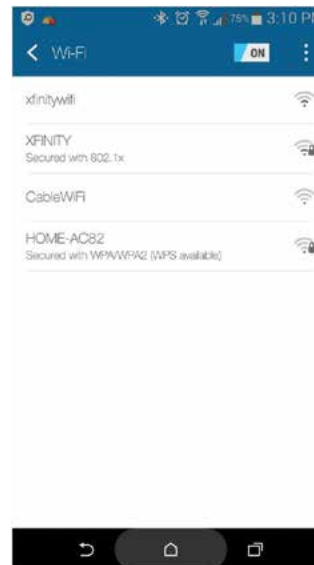 75% 3:10 PM
Wi-Fi ON
xfinitywifi
XFINITY
Secured with 802.1x
CableWiFi
HOME-AC82
Secured with WPA/WPA2 (WPS available)